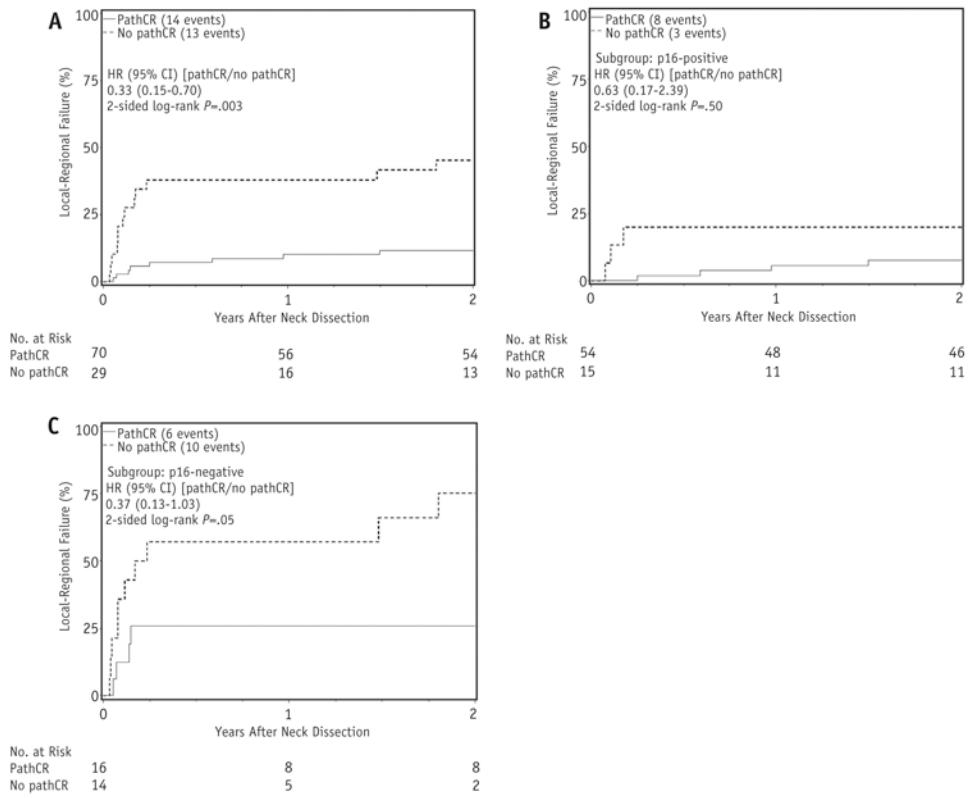 A
100
PathCR (14 events)
No pathCR (13 events)
HR (95% CI) [pathCR/no pathCR]
0.33 (0.15-0.70)
2-sided log-rank P=.003
75
50
25
0
Local-Regional Failure (%)
0 1 2
Years After Neck Dissection
No. at Risk
PathCR 70 56 54
No pathCR 29 16 13
B
100
PathCR (8 events)
No pathCR (3 events)
Subgroup: p16-positive
HR (95% CI) [pathCR/no pathCR]
0.63 (0.17-2.39)
2-sided log-rank P=.50
75
50
25
0
Local-Regional Failure (%)
0 1 2
Years After Neck Dissection
No. at Risk
PathCR 54 48 46
No pathCR 15 11 11
C
100
PathCR (6 events)
No pathCR (10 events)
Subgroup: p16-negative
HR (95% CI) [pathCR/no pathCR]
0.37 (0.13-1.03)
2-sided log-rank P=.05
75
50
25
0
Local-Regional Failure (%)
0 1 2
Years After Neck Dissection
No. at Risk
PathCR 16 8 8
No pathCR 14 5 2